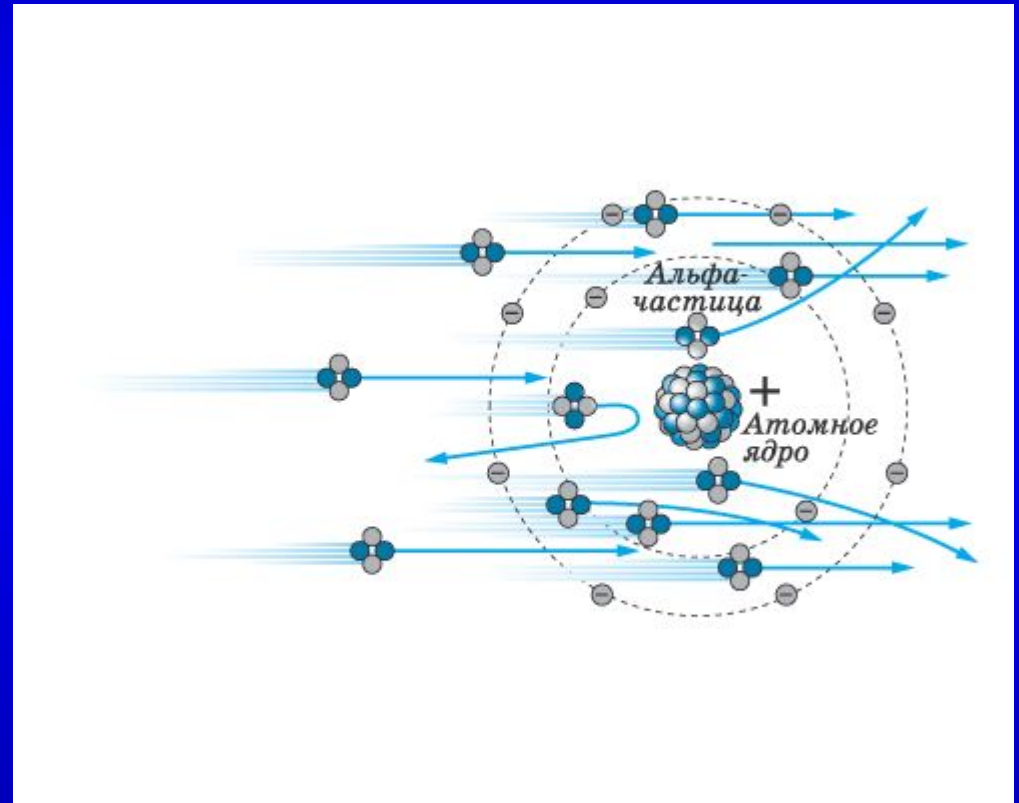 Альфа-
частица
+
Атомное
ядро